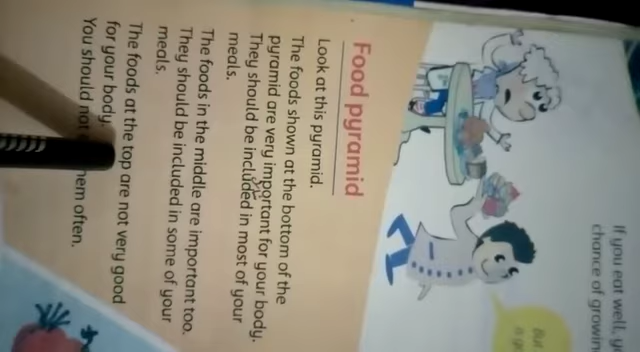 If you eat well, y
chance of growin
But
Food pyramid
Look at this pyramid.
The foods shown at the bottom of the
pyramid are very important for your body.
They should be included in most of your
meals.
The foods in the middle are important too.
They should be included in some of your
meals.
The foods at the top are not very good
for your body.
You should not hem often.